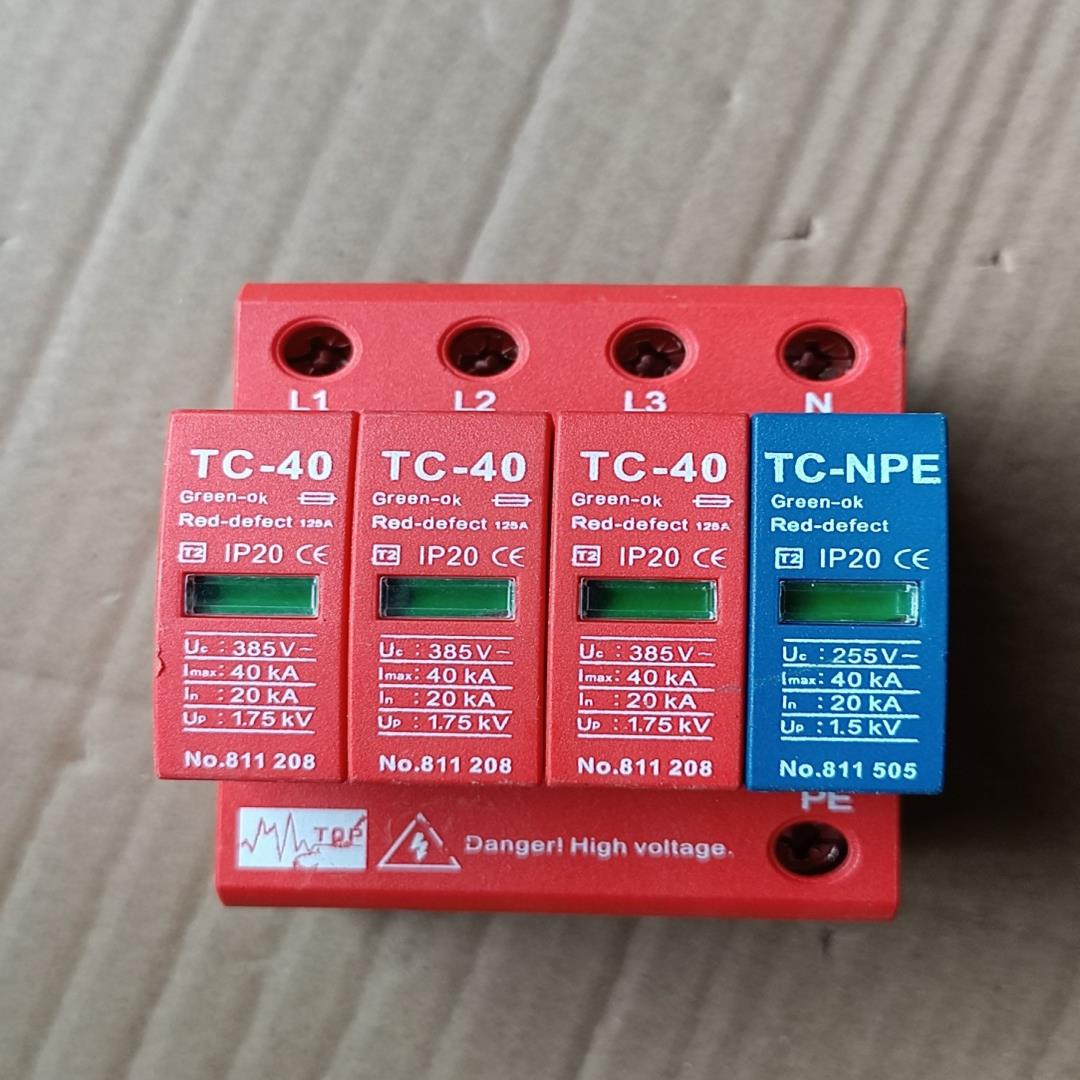 L1 L2 L3 N
TC-40
Green-ok
Red-defect 125A
T2 IP20 CE
Uc : 385V~
Imax: 40 kA
In : 20 kA
Up : 1.75 kV
No.811 208
TC-40
Green-ok
Red-defect 125A
T2 IP20 CE
Uc : 385V~
Imax: 40 kA
In : 20 kA
Up : 1.75 kV
No.811 208
TC-40
Green-ok
Red-defect 125A
T2 IP20 CE
Uc : 385V~
Imax: 40 kA
In : 20 kA
Up : 1.75 kV
No.811 208
TC-NPE
Green-ok
Red-defect
T2 IP20 CE
Uc : 255V~
Imax: 40 kA
In : 20 kA
Up : 1.5 kV
No.811 505
PE
TOP
Danger! High voltage.